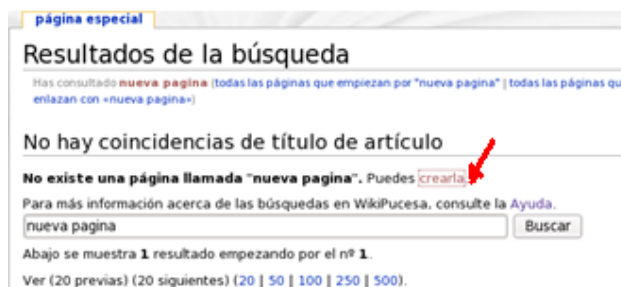 página especial
Resultados de la búsqueda
Has consultado nueva pagina (todas las páginas que empiezan por "nueva pagina" | todas las páginas qu
enlazan con «nueva pagina»)
No hay coincidencias de título de artículo
No existe una página llamada "nueva pagina". Puedes crearla.
Para más información acerca de las búsquedas en WikiPucesa, consulte la Ayuda.
nueva pagina Buscar
Abajo se muestra 1 resultado empezando por el nº 1.
Ver (20 previas) (20 siguientes) (20 | 50 | 100 | 250 | 500).